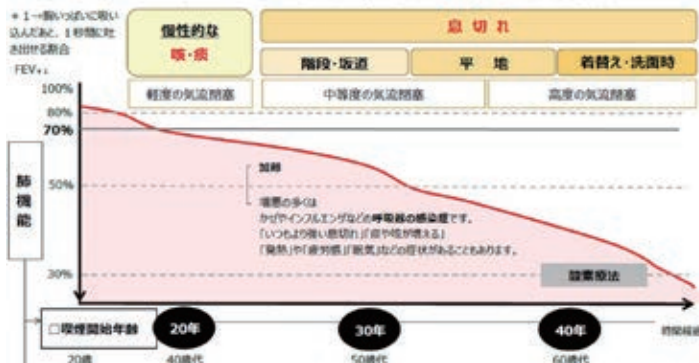 *1→胸いっぱいに吸い
込んだあと、1秒間に吐
き出せる割合
FEV*1
慢性的な
咳・痰
息切れ
階段・坂道
平 地
着替え・洗面時
軽度の気流閉塞
中等度の気流閉塞
高度の気流閉塞
100%
80%
70%
50%
30%
肺機能
加齢
増悪の多くは
かぜやインフルエンザなどの呼吸器の感染症です。
「いつもより強い息切れ」「痰や咳が増える」
「発熱」や「疲労感」「眠気」などの症状があることもあります。
酸素療法
□喫煙開始年齢
20年
30年
40年
時間経過
20歳
40歳代
50歳代
60歳代